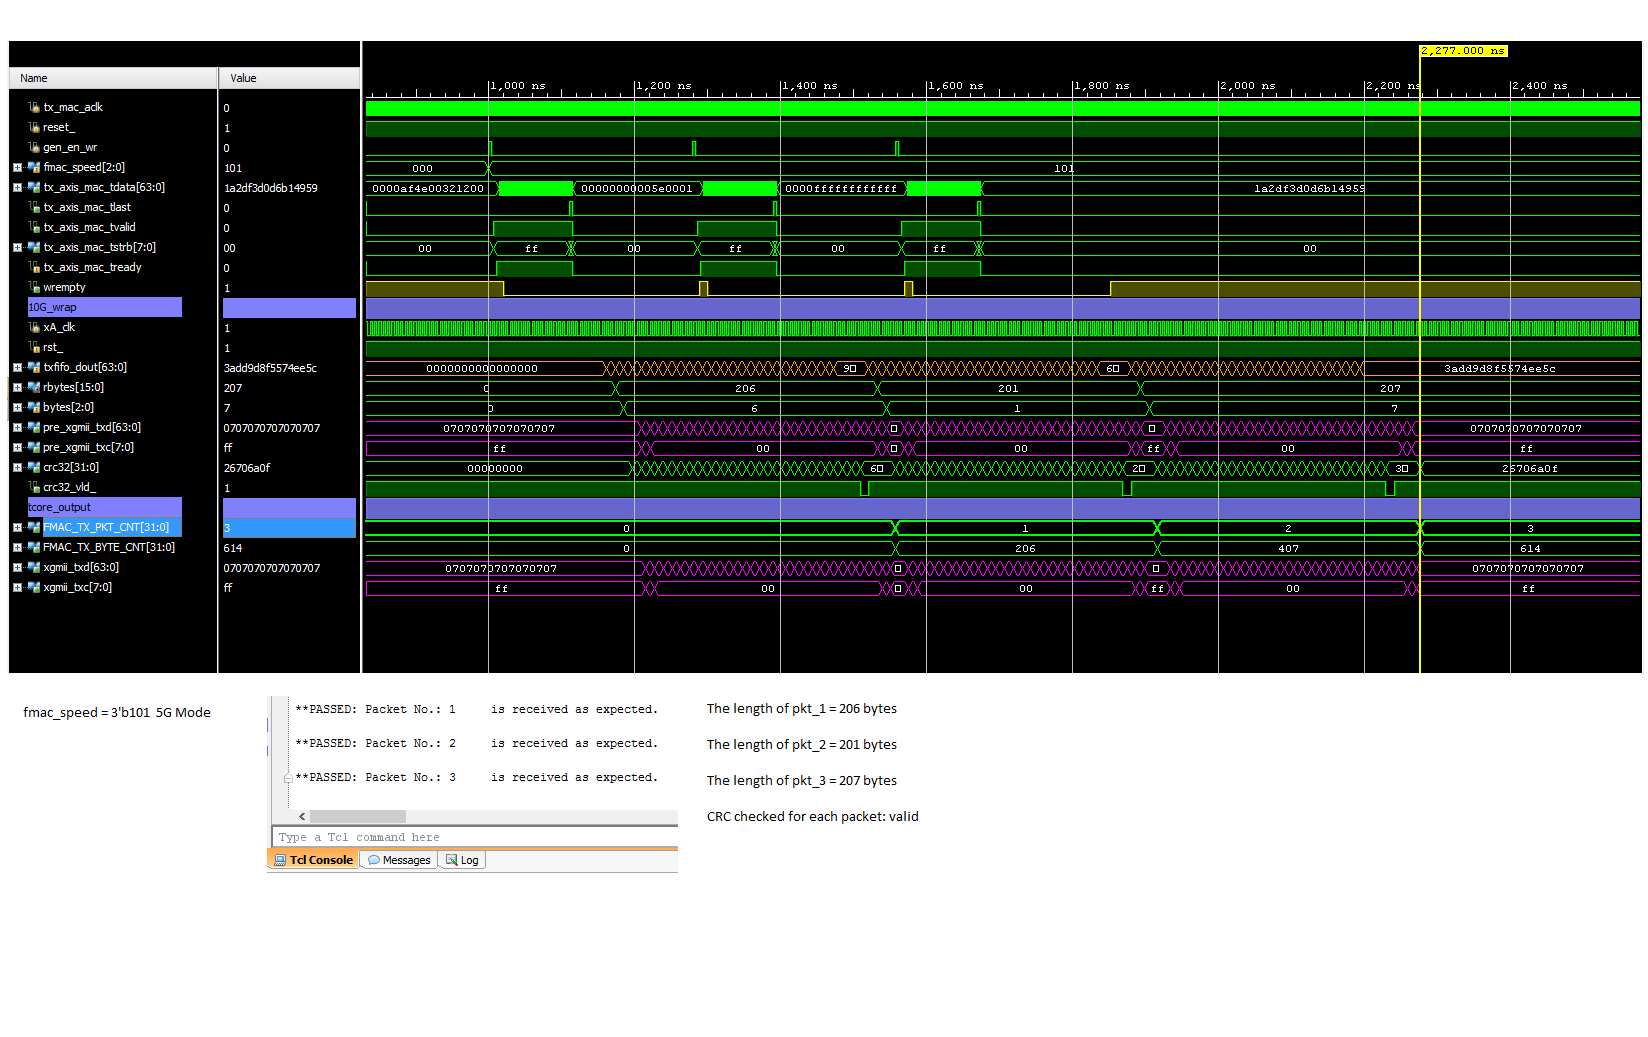 2,277.000 ns
Name Value
1,000 ns 1,200 ns 1,400 ns 1,600 ns 1,800 ns 2,000 ns 2,200 ns 2,400 ns
tx_mac_aclk 0
reset_ 1
gen_en_wr 0
fmac_speed[2:0] 101 000 101
tx_axis_mac_tdata[63:0] 1a2df3d0d6b14959 0000af4e00321200 00000000005e0001 0000ffffffffffff 1a2df3d0d6b14959
tx_axis_mac_tlast 0
tx_axis_mac_tvalid 0
tx_axis_mac_tstrb[7:0] 00 00 ff 00 ff 00 ff 00
tx_axis_mac_tready 0
wrempty 1
10G_wrap
xA_clk 1
rst_ 1
txfifo_dout[63:0] 3add9d8f5574ee5c 0000000000000000 9 6 3add9d8f5574ee5c
rbytes[15:0] 207 0 206 201 207
bytes[2:0] 7 0 6 1 7
pre_xgmii_txd[63:0] 0707070707070707 0707070707070707 0707070707070707
pre_xgmii_txc[7:0] ff ff 00 00 ff 00 ff
crc32[31:0] 26706a0f 00000000 6 2 3 26706a0f
crc32_vld_ 1
tcore_output
FMAC_TX_PKT_CNT[31:0] 3 0 1 2 3
FMAC_TX_BYTE_CNT[31:0] 614 0 206 407 614
xgmii_txd[63:0] 0707070707070707 0707070707070707 0707070707070707
xgmii_txc[7:0] ff ff 00 00 ff 00 ff
fmac_speed = 3'b101 5G Mode
**PASSED: Packet No.: 1 is received as expected.
The length of pkt_1 = 206 bytes
**PASSED: Packet No.: 2 is received as expected.
The length of pkt_2 = 201 bytes
**PASSED: Packet No.: 3 is received as expected.
The length of pkt_3 = 207 bytes
CRC checked for each packet: valid
Type a Tcl command here
Tcl Console Messages Log